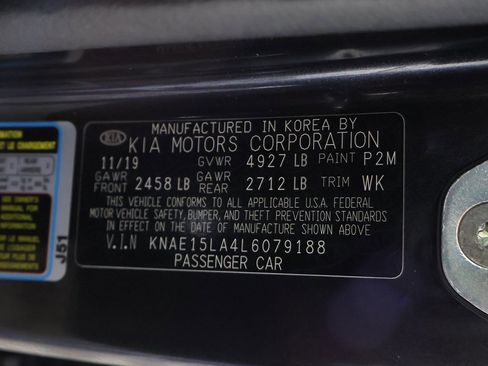 MANUFACTURED IN KOREA BY
KIA KIA MOTORS CORPORATION
11/19 GVWR 4927 LB PAINT P2M
GAWR FRONT 2458 LB GAWR REAR 2712 LB TRIM WK
THIS VEHICLE CONFORMS TO ALL APPLICABLE U.S.A. FEDERAL
MOTOR VEHICLE SAFETY, BUMPER, AND THEFT PREVENTION STANDARDS
IN EFFECT ON THE DATE OF MANUFACTURE SHOWN ABOVE
V.I.N KNAE15LA4L6079188
PASSENGER CAR
J51